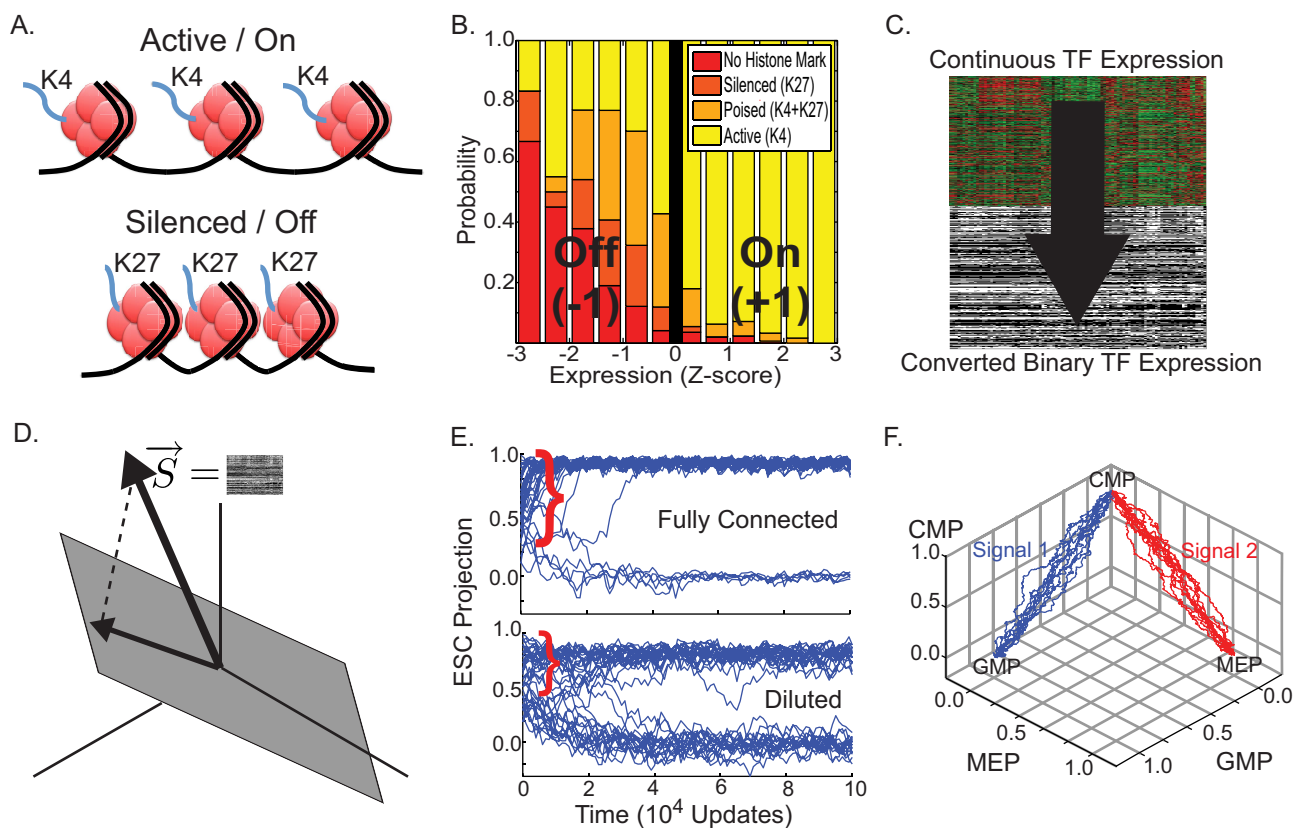 A.
Active / On
K4
K4
K4
Silenced / Off
K27
K27
K27
B.
Probability
1.0
0.8
0.6
0.4
0.2
No Histone Mark
Silenced (K27)
Poised (K4+K27)
Active (K4)
Off
(-1)
On
(+1)
-3
-2
-1
0
1
2
3
Expression (Z-score)
C.
Continuous TF Expression
Converted Binary TF Expression
D.
S =
E.
ESC Projection
1.0
0.5
0.0
Fully Connected
1.0
0.5
0.0
Diluted
0
2
4
6
8
10
Time (10⁴ Updates)
F.
CMP
CMP
1.0
0.5
0.0
Signal 1
Signal 2
GMP
MEP
0.0
0.5
1.0
MEP
0.0
0.5
1.0
GMP